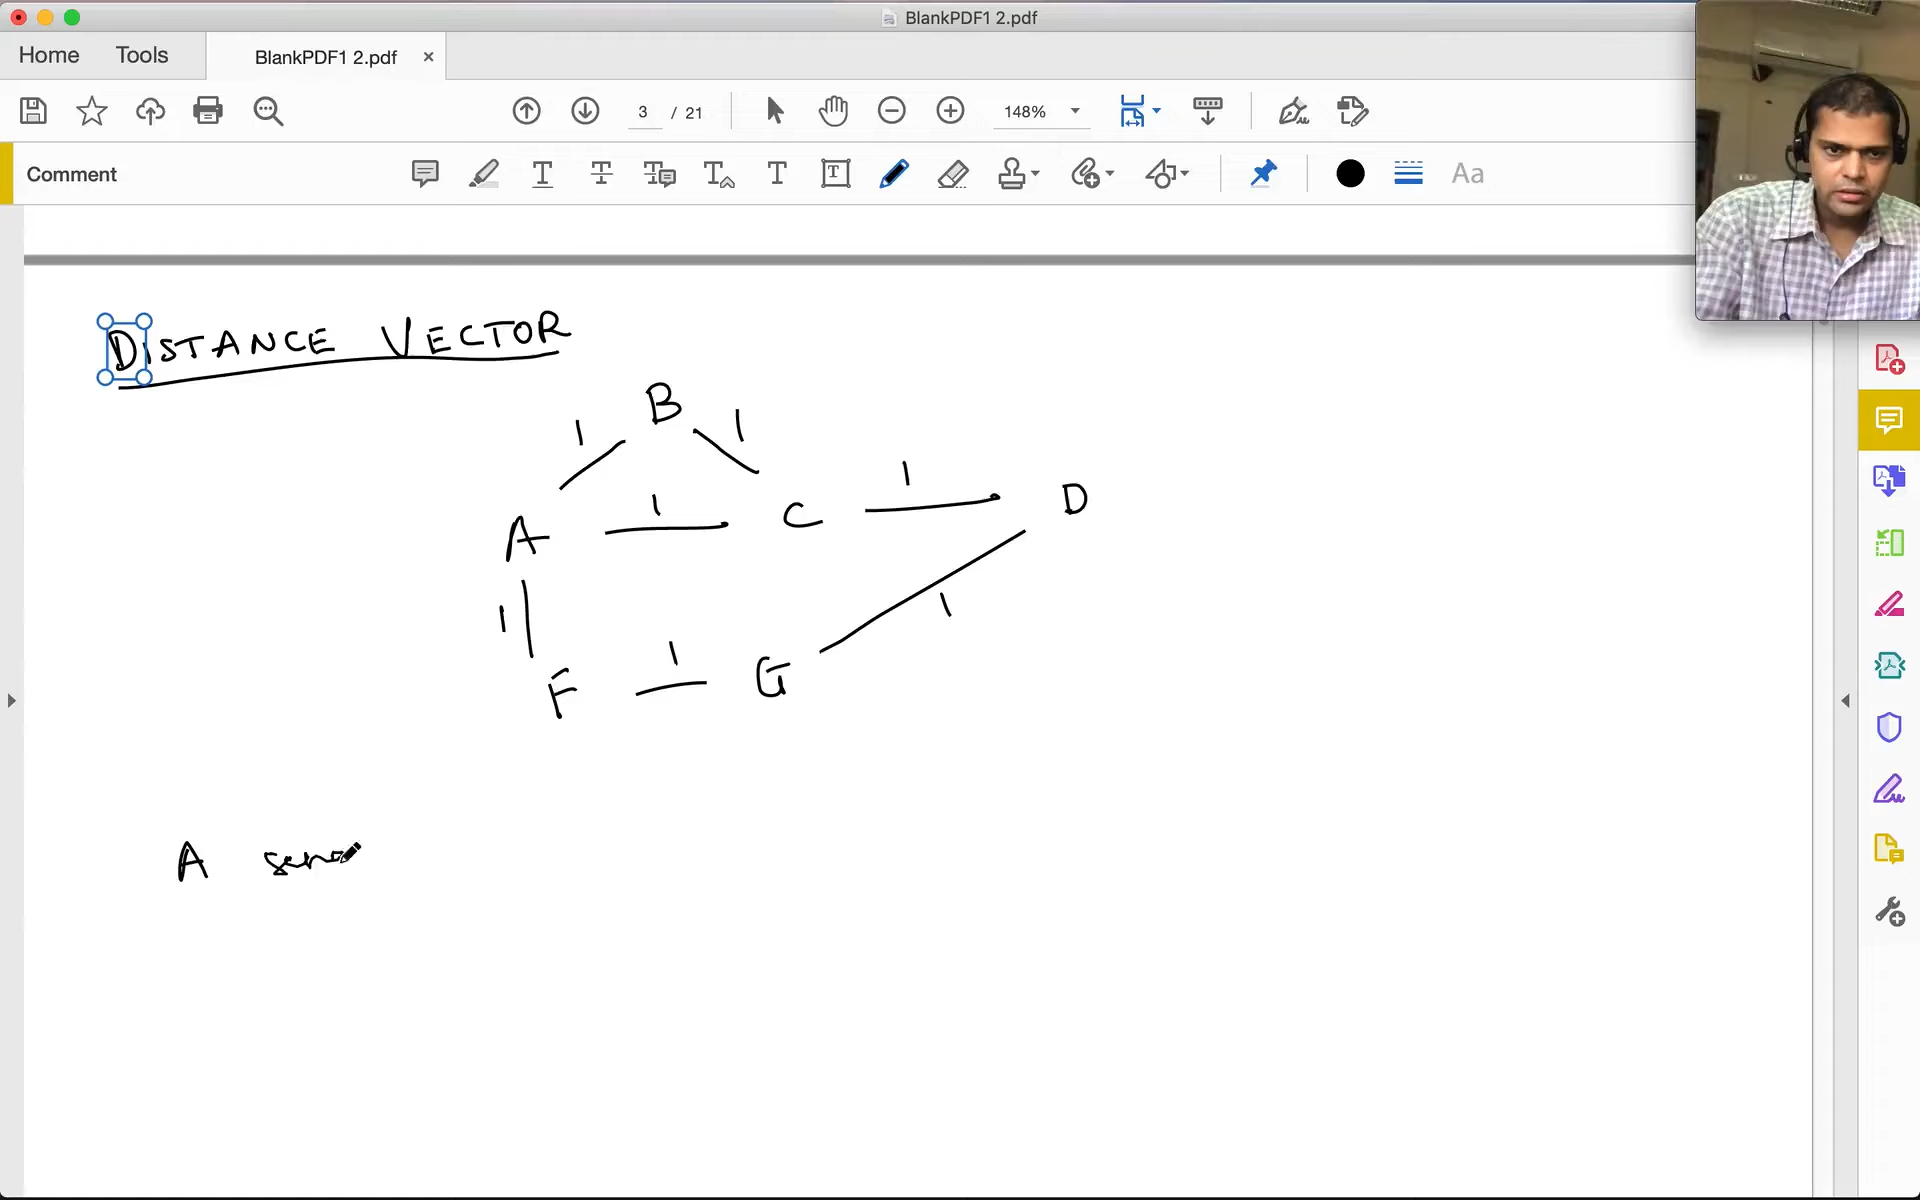 BlankPDF1 2.pdf
Home Tools BlankPDF1 2.pdf ×
3 / 21 148%
Comment T T T T T T Aa
DISTANCE VECTOR
B
1 1
1 1
A C D
1 1
1
F G
A sen